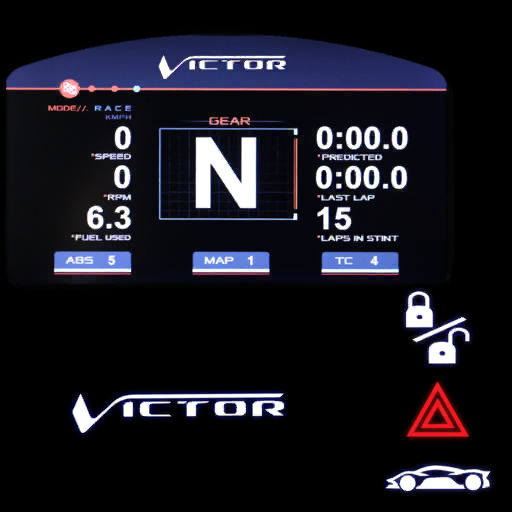 VICTOR
MODE//. RACE
KMPH
GEAR
0
*SPEED
0
*RPM
6.3
*FUEL USED
N
0:00.0
*PREDICTED
0:00.0
*LAST LAP
15
*LAPS IN STINT
ABS 5
MAP 1
TC 4
VICTOR